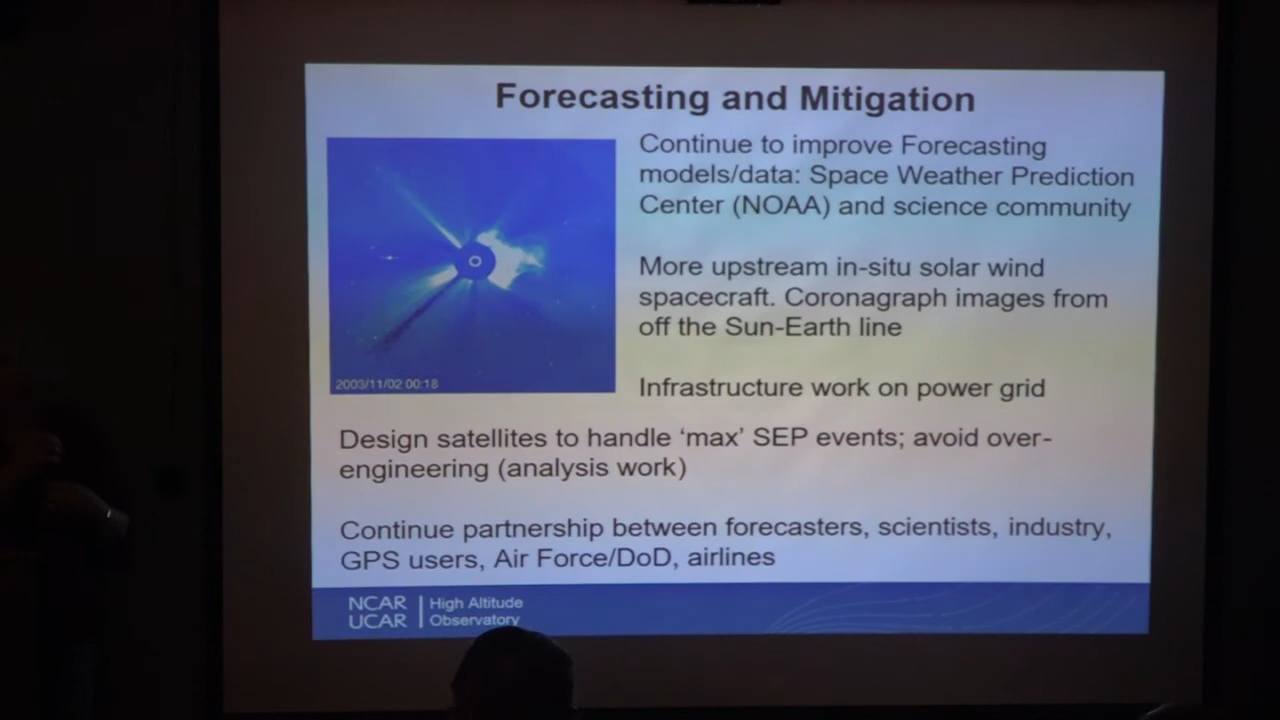 Forecasting and Mitigation
Continue to improve Forecasting
models/data: Space Weather Prediction
Center (NOAA) and science community
More upstream in-situ solar wind
spacecraft. Coronagraph images from
off the Sun-Earth line
2003/11/02 00:18
Infrastructure work on power grid
Design satellites to handle ‘max’ SEP events; avoid over-
engineering (analysis work)
Continue partnership between forecasters, scientists, industry,
GPS users, Air Force/DoD, airlines
NCAR
UCAR
High Altitude
Observatory